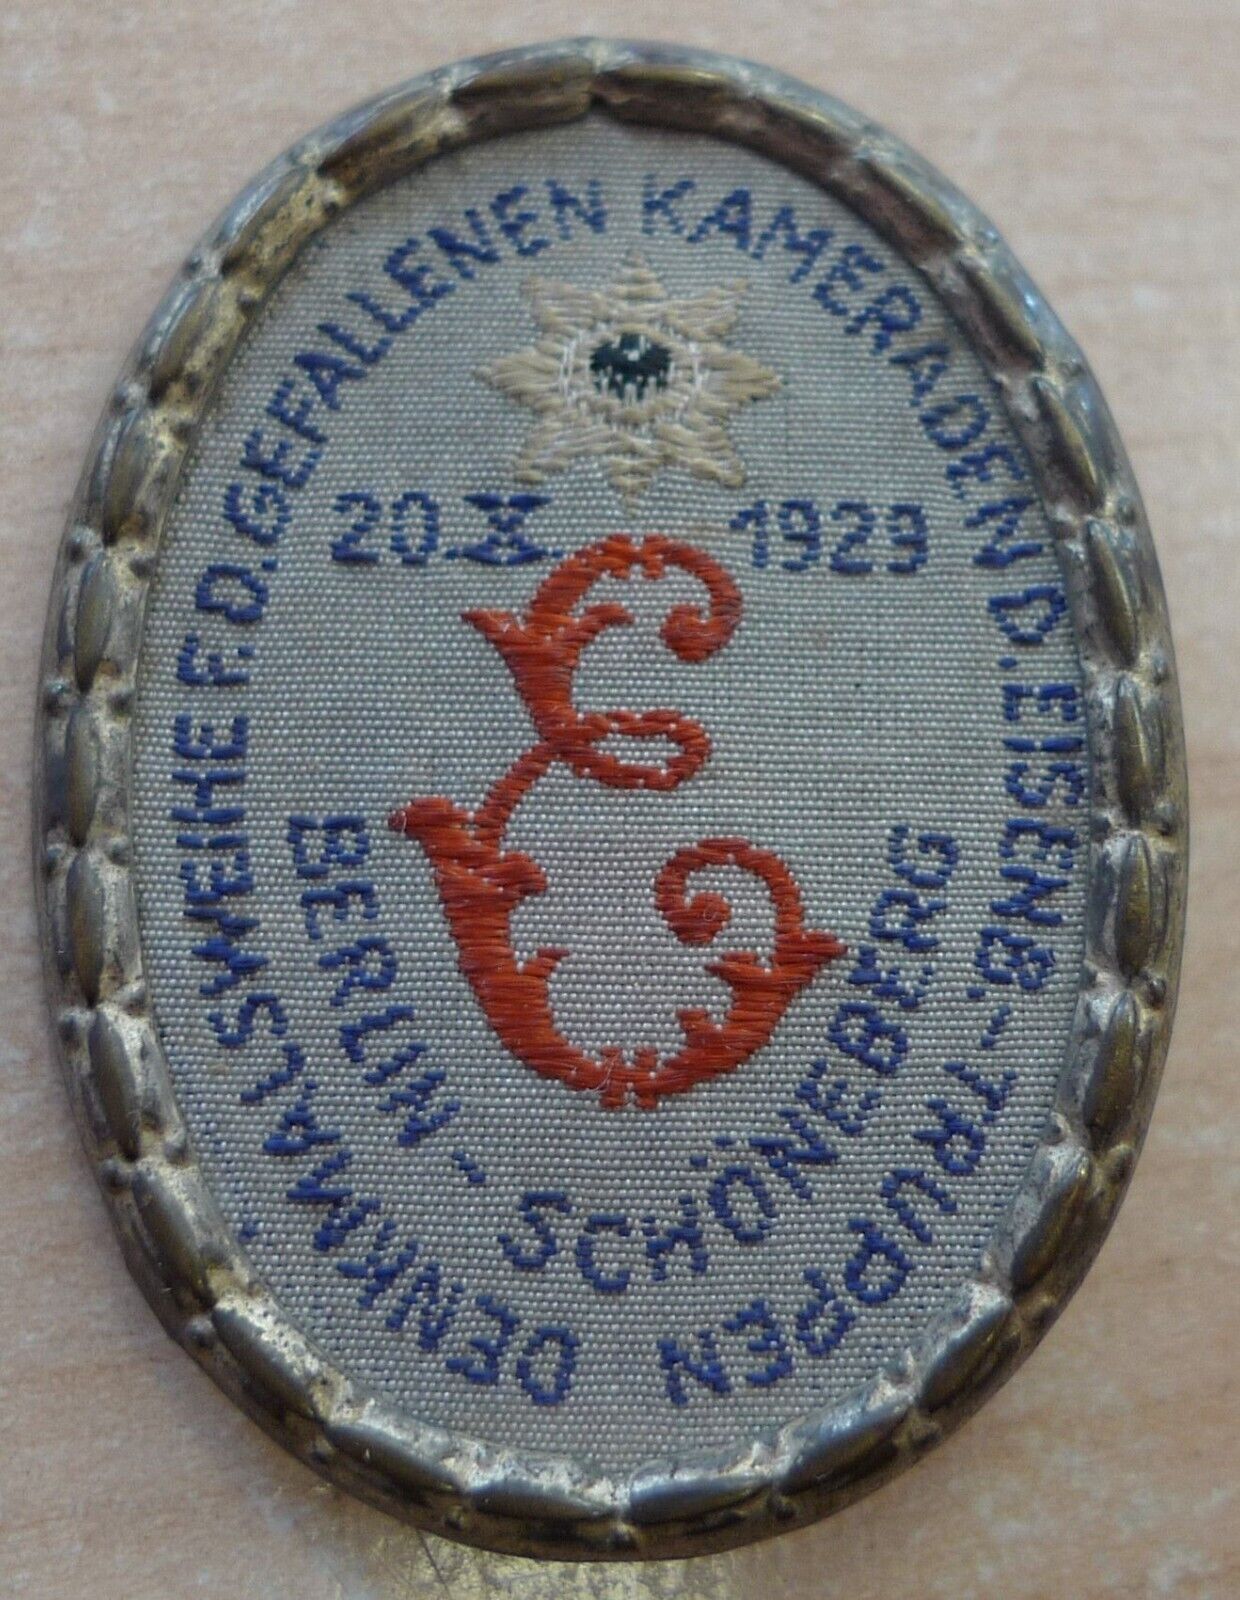 DENKMALSWEIHE F. D. GEFALLENEN KAMERADEN D. EISENB.-TRUPPEN
20.X. 1929
E
BERLIN-SCHÖNEBERG